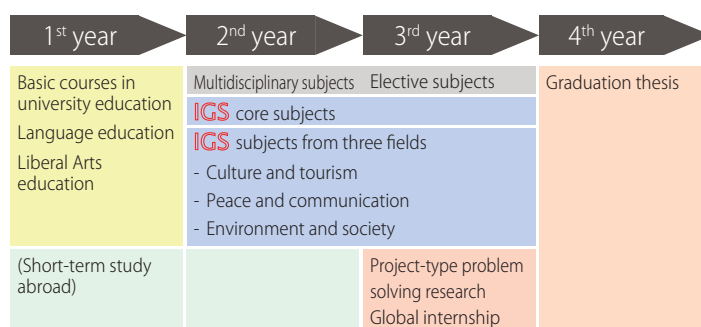 1st year
2nd year
3rd year
4th year
Basic courses in
university education
Language education
Liberal Arts
education
(Short-term study
abroad)
Multidisciplinary subjects
Elective subjects
IGS core subjects
IGS subjects from three fields
- Culture and tourism
- Peace and communication
- Environment and society
Project-type problem
solving research
Global internship
Graduation thesis